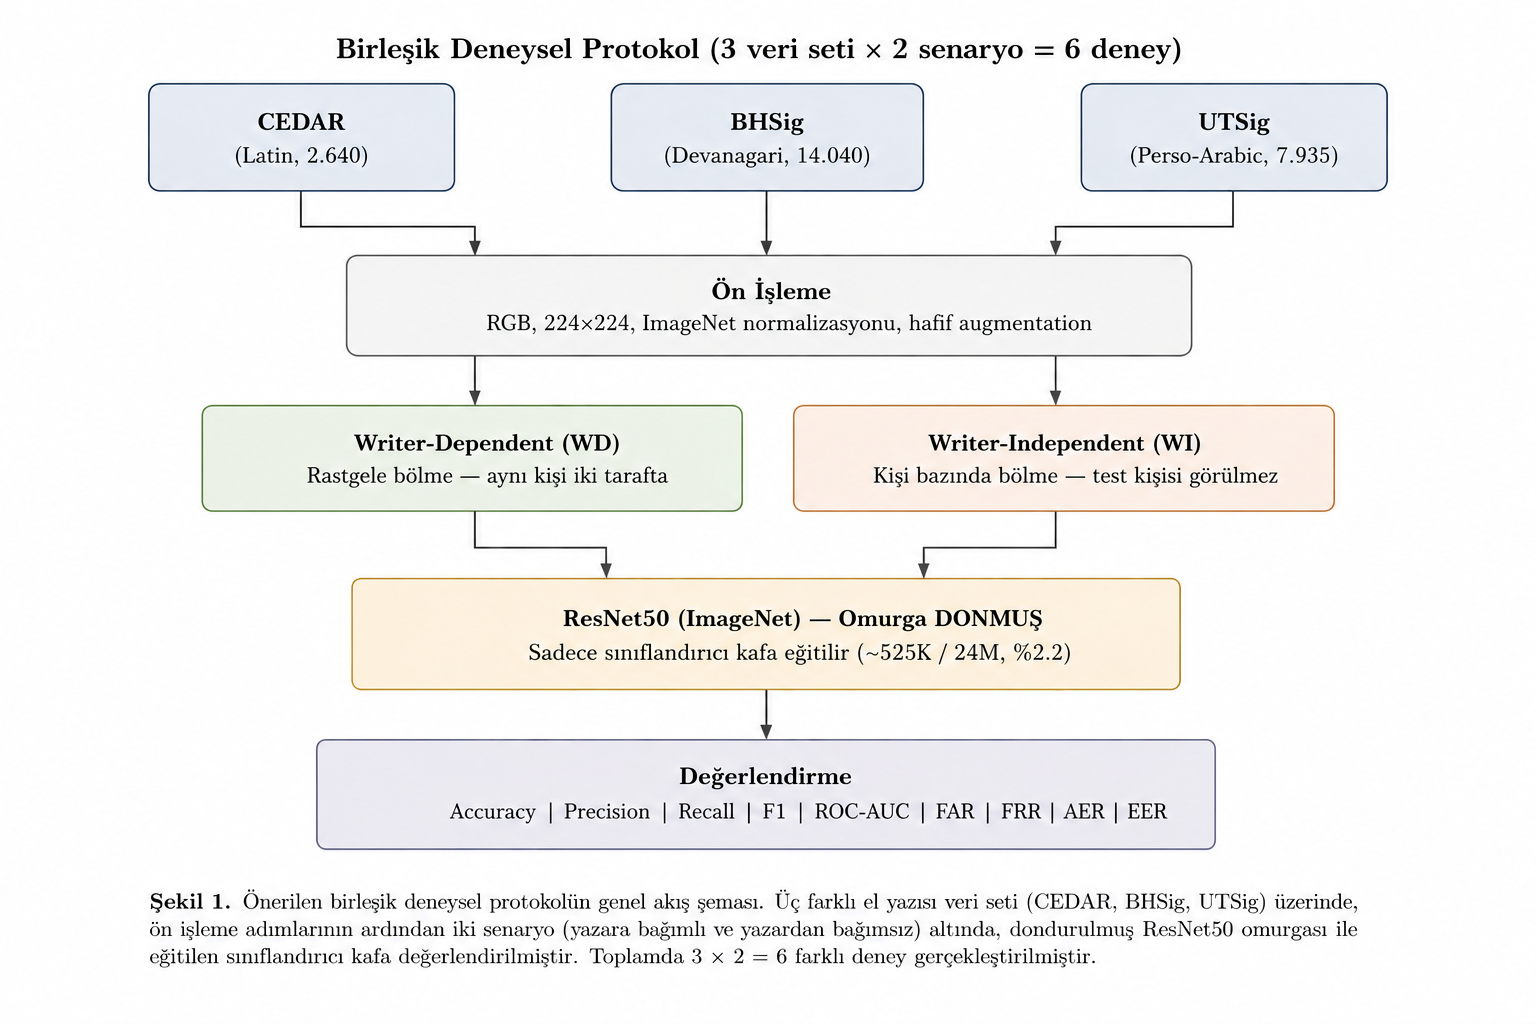 Birleşik Deneysel Protokol (3 veri seti × 2 senaryo = 6 deney)
CEDAR
(Latin, 2.640)
BHSig
(Devanagari, 14.040)
UTSig
(Perso-Arabic, 7.935)
Ön İşleme
RGB, 224×224, ImageNet normalizasyonu, hafif augmentation
Writer-Dependent (WD)
Rastgele bölme — aynı kişi iki tarafta
Writer-Independent (WI)
Kişi bazında bölme — test kişisi görülmez
ResNet50 (ImageNet) — Omurga DONMUŞ
Sadece sınıflandırıcı kafa eğitilir (~525K / 24M, %2.2)
Değerlendirme
Accuracy | Precision | Recall | F1 | ROC-AUC | FAR | FRR | AER | EER
Şekil 1. Önerilen birleşik deneysel protokolün genel akış şeması. Üç farklı el yazısı veri seti (CEDAR, BHSig, UTSig) üzerinde,
ön işleme adımlarının ardından iki senaryo (yazara bağımlı ve yazardan bağımsız) altında, dondurulmuş ResNet50 omurgası ile
eğitilen sınıflandırıcı kafa değerlendirilmiştir. Toplamda 3 × 2 = 6 farklı deney gerçekleştirilmiştir.